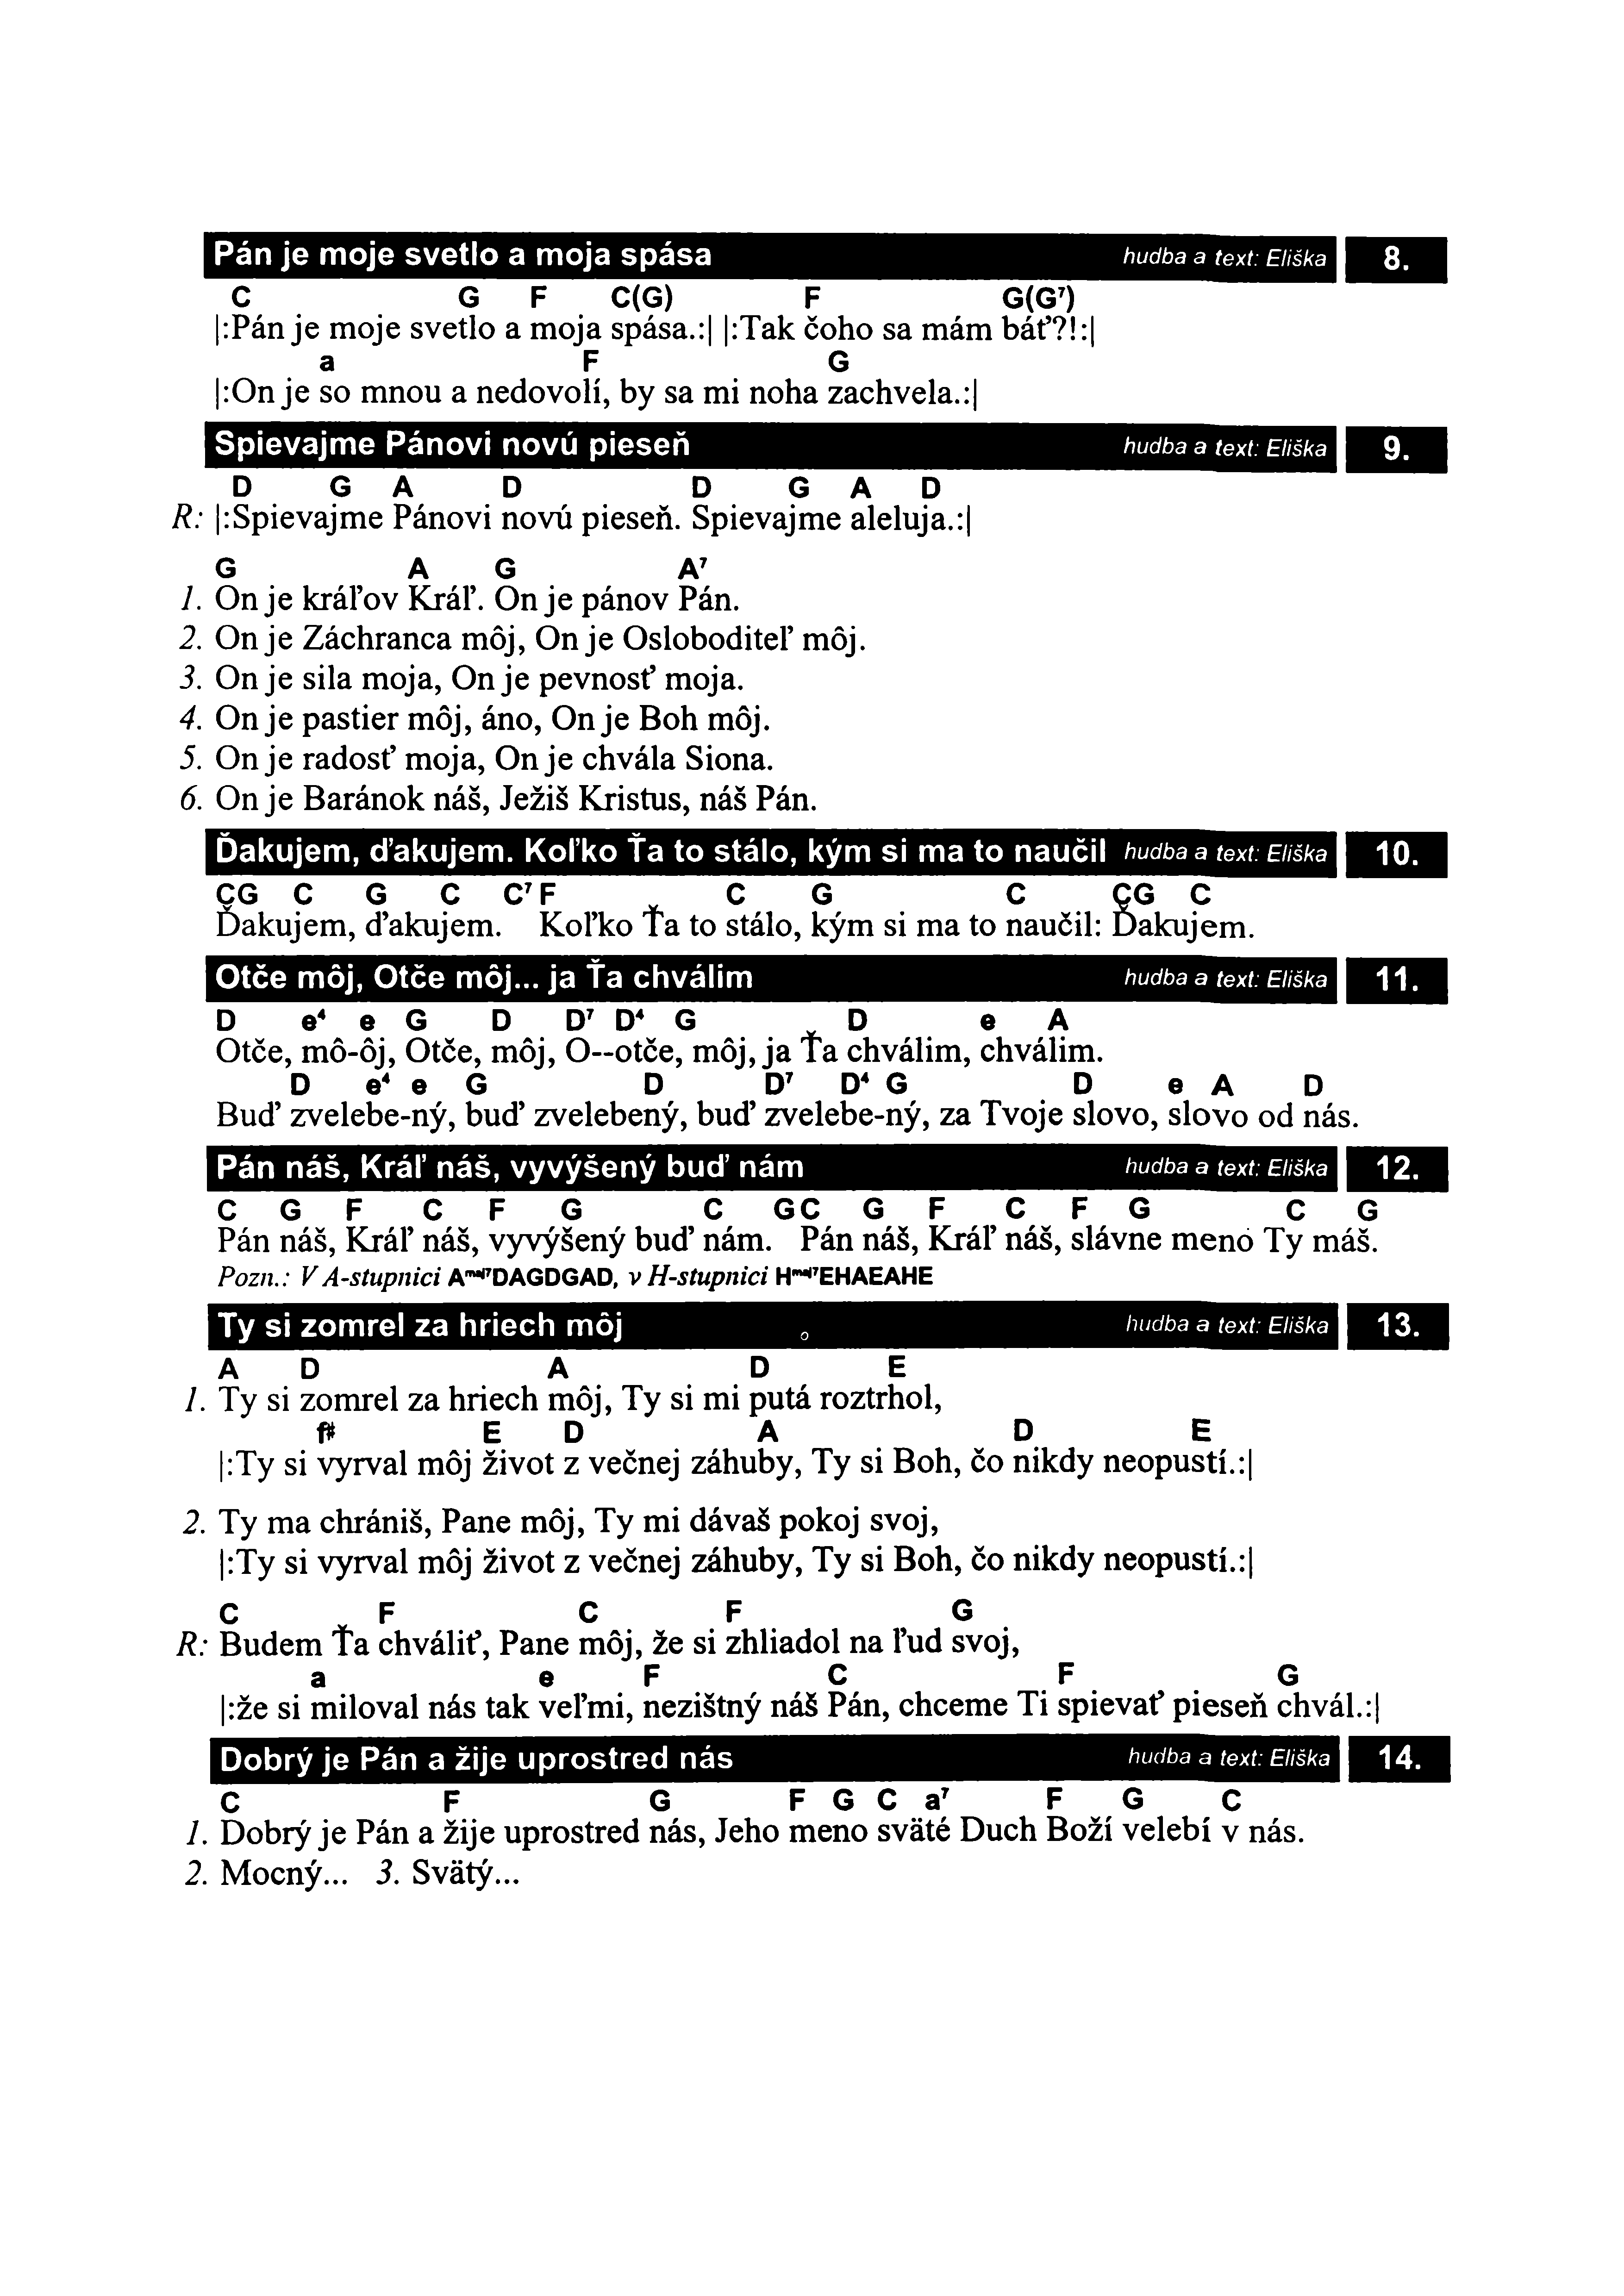 Pán je moje svetlo a moja spása hudba a text: Eliška 8.
C G F C(G) F G(G⁷)
|:Pán je moje svetlo a moja spása.:| |:Tak čoho sa mám báť?!:|
a F G
|:On je so mnou a nedovolí, by sa mi noha zachvela.:|
Spievajme Pánovi novú pieseň hudba a text: Eliška 9.
D G A D D G A D
R: |:Spievajme Pánovi novú pieseň. Spievajme aleluja.:|
G A G A⁷
1. On je kráľov Kráľ. On je pánov Pán.
2. On je Záchranca môj, On je Osloboditeľ môj.
3. On je sila moja, On je pevnosť moja.
4. On je pastier môj, áno, On je Boh môj.
5. On je radosť moja, On je chvála Siona.
6. On je Baránok náš, Ježiš Kristus, náš Pán.
Ďakujem, ďakujem. Koľko Ťa to stálo, kým si ma to naučil hudba a text: Eliška 10.
CG C G C C⁷ F C G C CG C
Ďakujem, ďakujem. Koľko Ťa to stálo, kým si ma to naučil: Ďakujem.
Otče môj, Otče môj... ja Ťa chválim hudba a text: Eliška 11.
D e⁴ e G D D⁷ D⁴ G D e A
Otče, mô-ôj, Otče, môj, O--otče, môj, ja Ťa chválim, chválim.
D e⁴ e G D D⁷ D⁴ G D e A D
Buď zvelebe-ný, buď zvelebený, buď zvelebe-ný, za Tvoje slovo, slovo od nás.
Pán náš, Kráľ náš, vyvýšený buď nám hudba a text: Eliška 12.
C G F C F G C GC G F C F G C G
Pán náš, Kráľ náš, vyvýšený buď nám. Pán náš, Kráľ náš, slávne meno Ty máš.
Pozn.: V A-stupnici Aᵐᵃʲ⁷DAGDGAD, v H-stupnici Hᵐᵃʲ⁷EHAEAHE
Ty si zomrel za hriech môj hudba a text: Eliška 13.
A D A D E
1. Ty si zomrel za hriech môj, Ty si mi putá roztrhol,
f# E D A D E
|:Ty si vyrval môj život z večnej záhuby, Ty si Boh, čo nikdy neopustí.:|
2. Ty ma chrániš, Pane môj, Ty mi dávaš pokoj svoj,
|:Ty si vyrval môj život z večnej záhuby, Ty si Boh, čo nikdy neopustí.:|
C F C F G
R: Budem Ťa chváliť, Pane môj, že si zhliadol na ľud svoj,
a e F C F G
|:že si miloval nás tak veľmi, nezištný náš Pán, chceme Ti spievať pieseň chvál.:|
Dobrý je Pán a žije uprostred nás hudba a text: Eliška 14.
C F G F G C a⁷ F G C
1. Dobrý je Pán a žije uprostred nás, Jeho meno sväté Duch Boží velebí v nás.
2. Mocný... 3. Svätý...